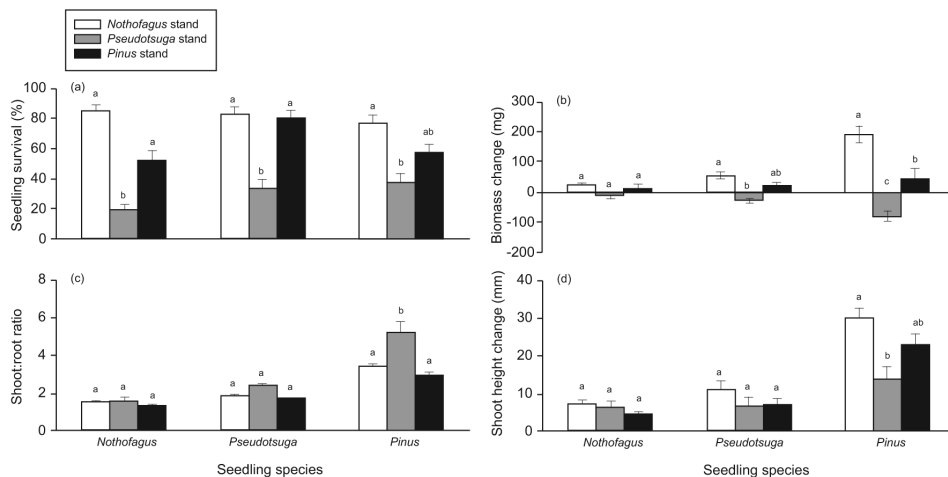 Nothofagus stand
Pseudotsuga stand
Pinus stand
(a)
Seedling survival (%)
100
80
60
40
20
0
a
b
a
a
b
a
a
b
ab
(b)
Biomass change (mg)
300
200
100
0
-100
-200
a
a
a
a
b
ab
a
c
b
(c)
Shoot:root ratio
8
6
4
2
0
a
a
a
a
a
a
a
b
a
Nothofagus
Pseudotsuga
Pinus
Seedling species
(d)
Shoot height change (mm)
40
30
20
10
0
a
a
a
a
a
a
a
b
ab
Nothofagus
Pseudotsuga
Pinus
Seedling species